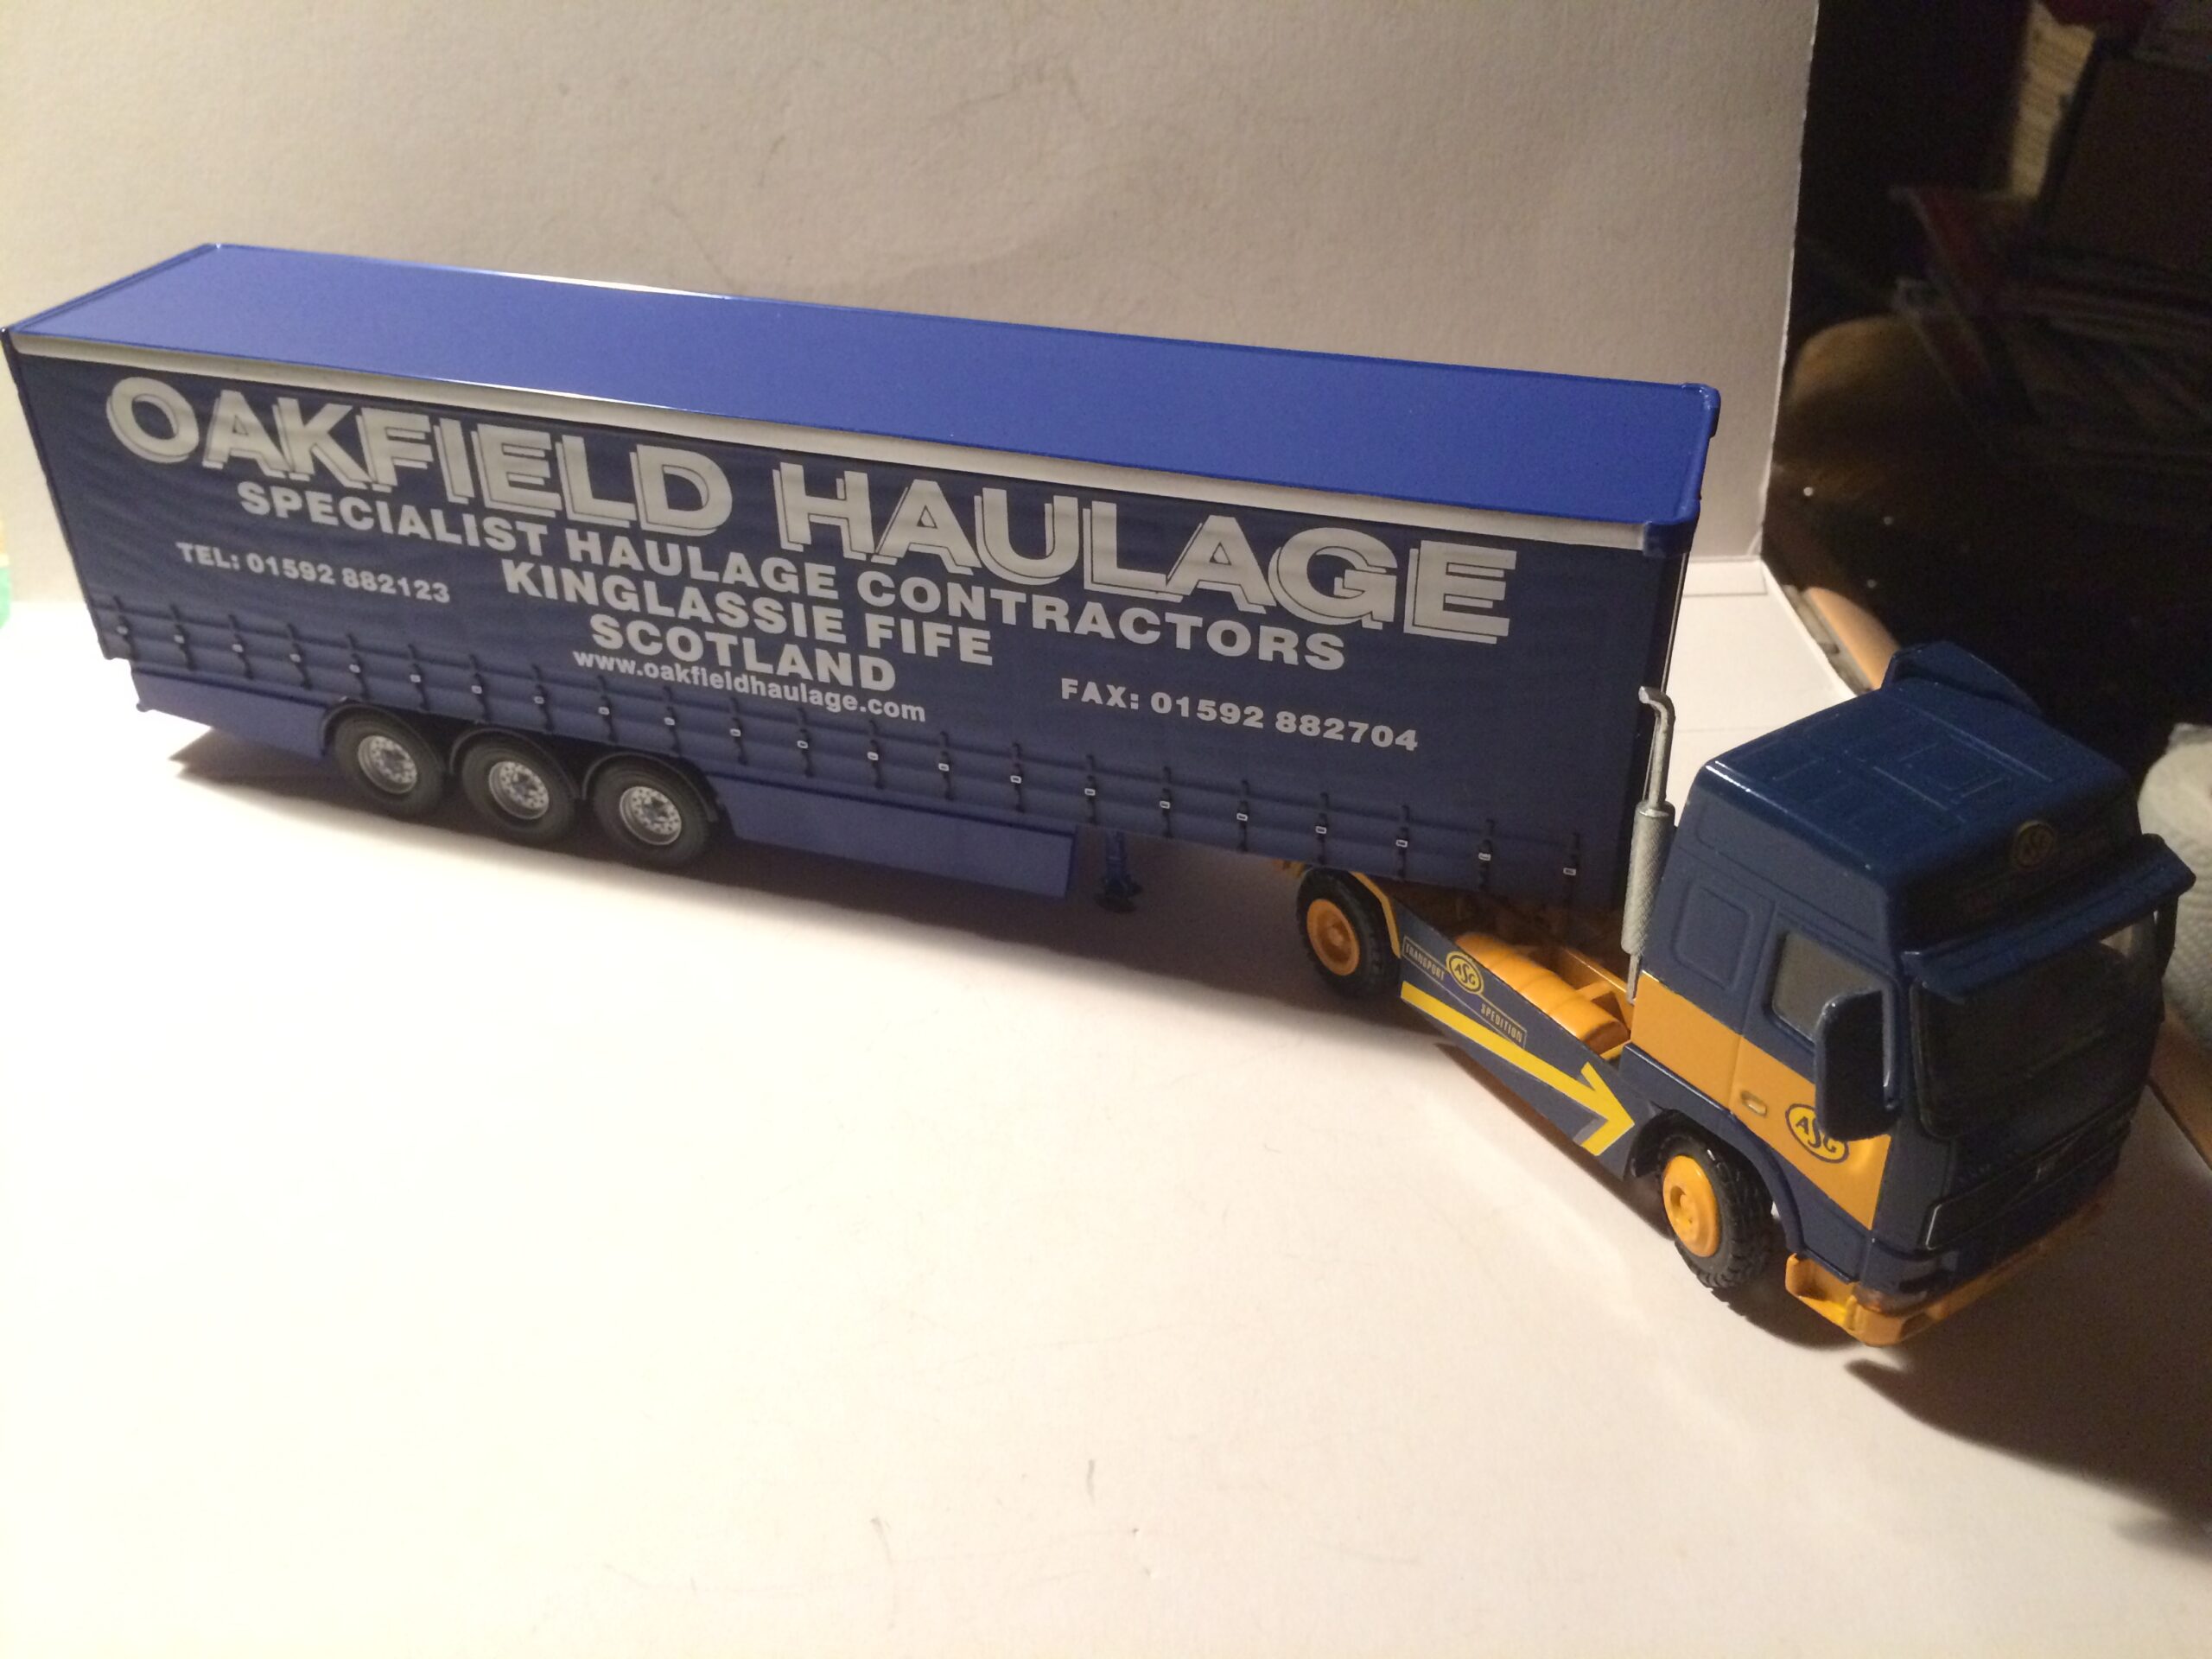 OAKFIELD HAULAGE
SPECIALIST HAULAGE CONTRACTORS
TEL: 01592 882123
KINGLASSIE FIFE
SCOTLAND
www.oakfieldhaulage.com
FAX: 01592 882704
TRANSPORT ASG SPEDITION
ASG
ASG